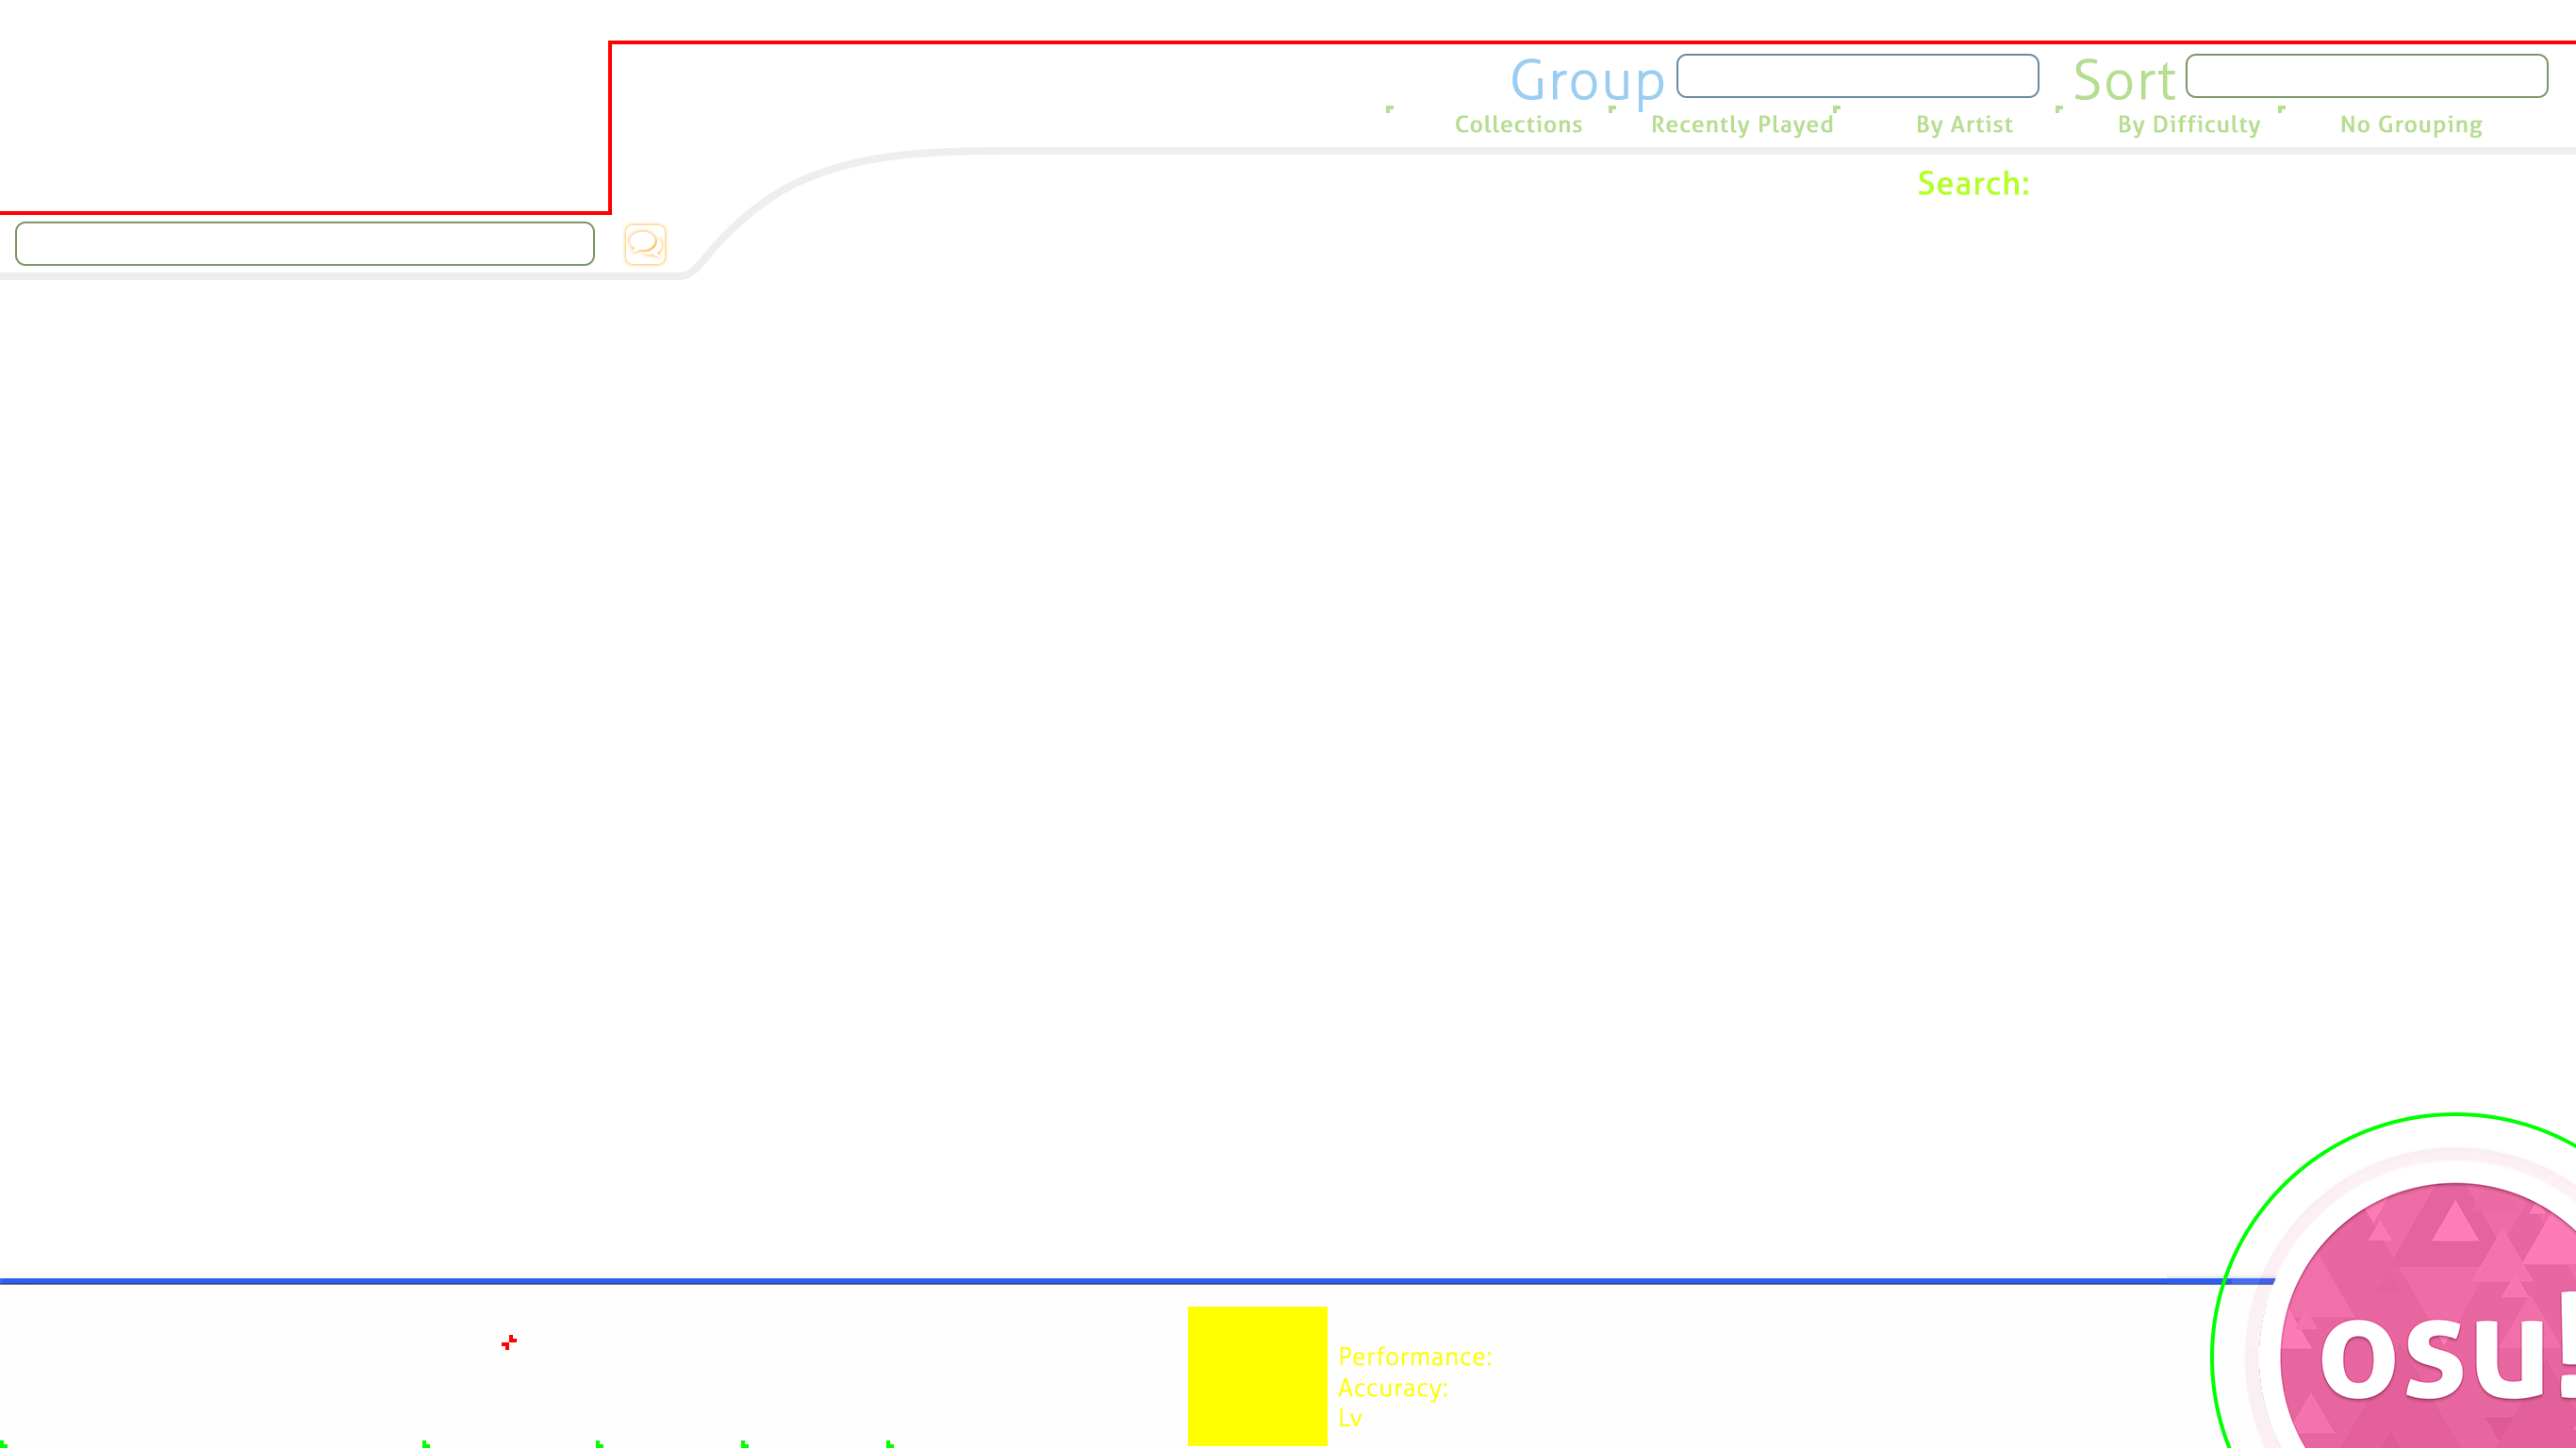 Group Sort
Collections Recently Played By Artist By Difficulty No Grouping
Search:
Performance:
Accuracy:
Lv
osu!